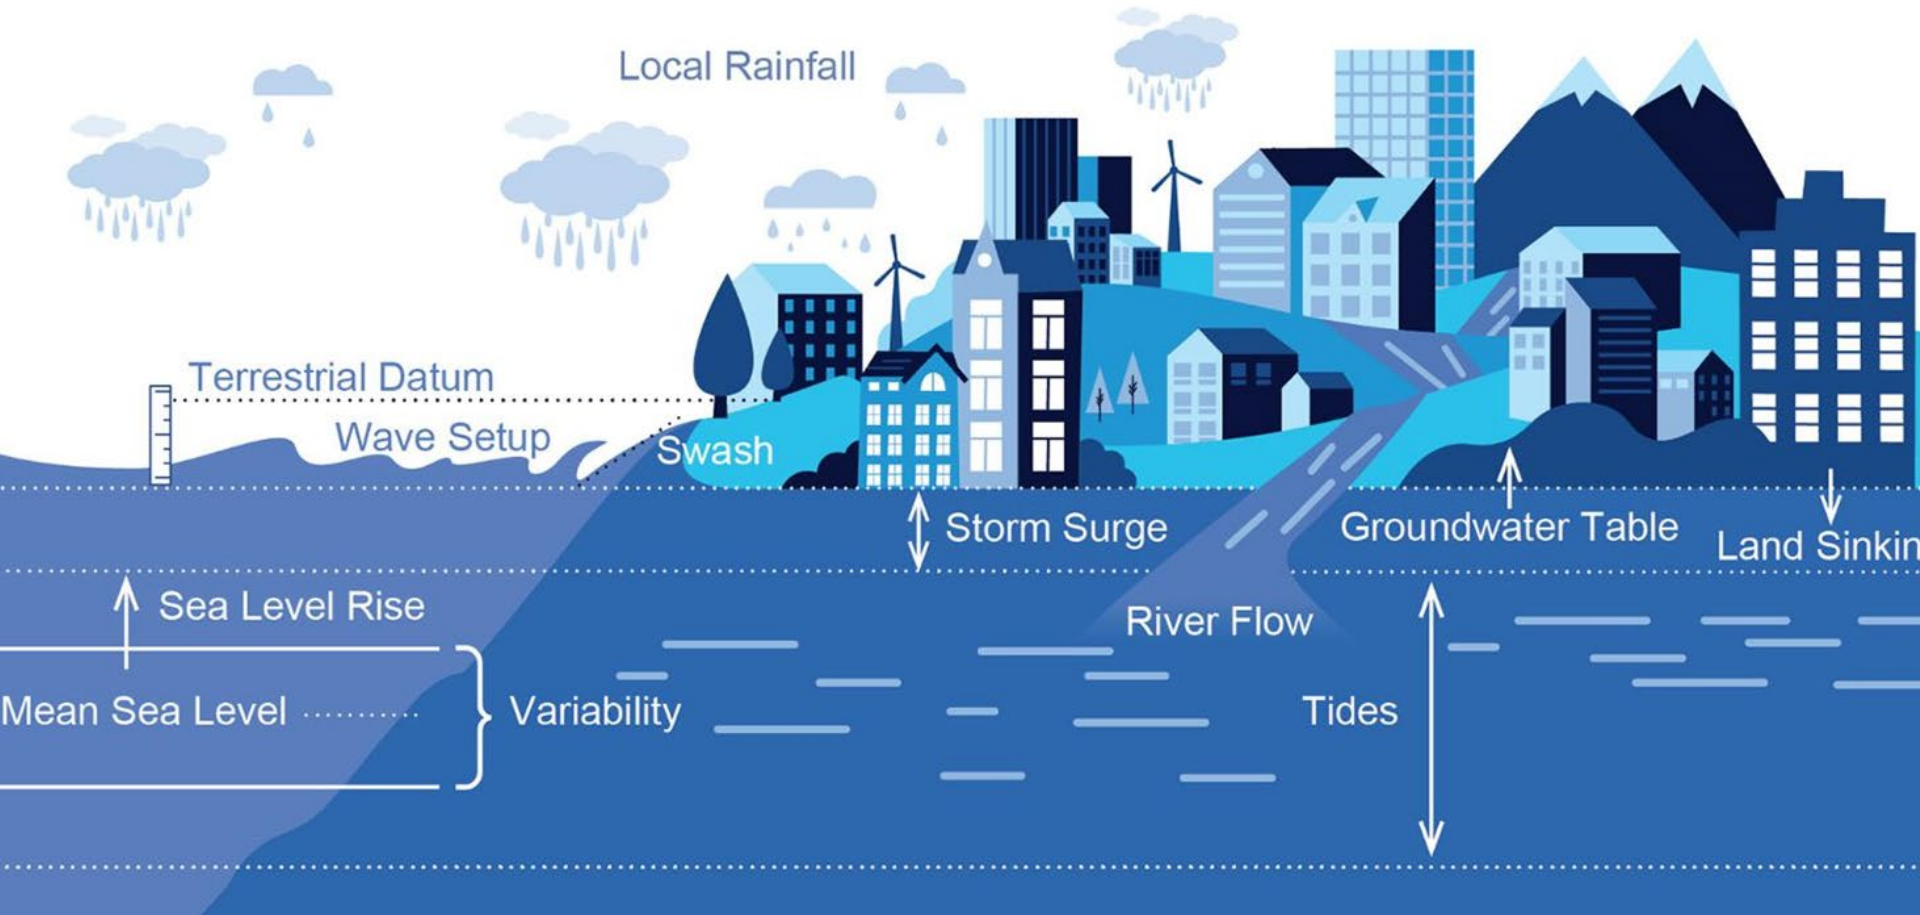 Local Rainfall
Terrestrial Datum
Wave Setup
Swash
Storm Surge
Groundwater Table
Land Sinkin
Sea Level Rise
River Flow
Mean Sea Level
Variability
Tides